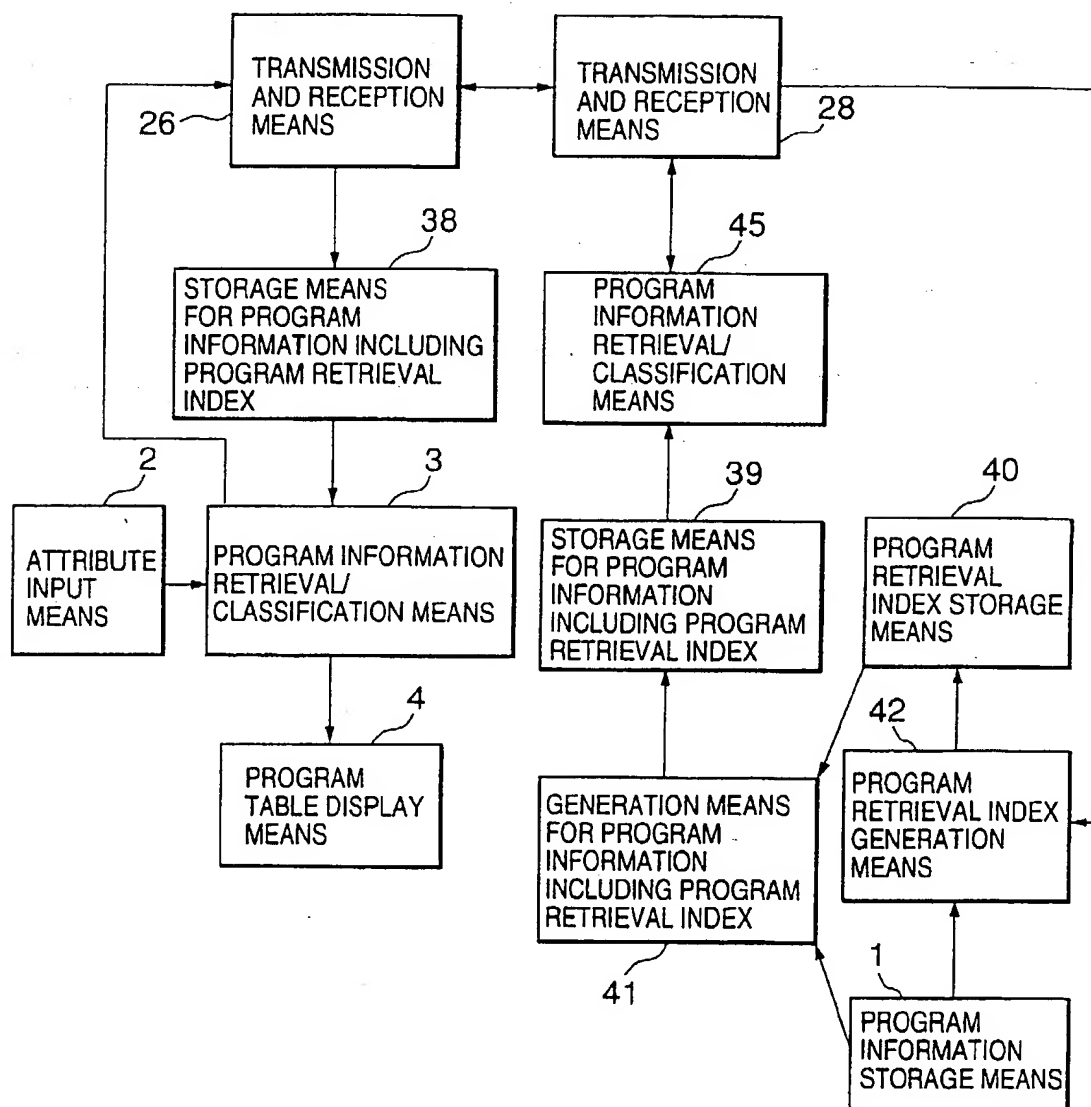 TRANSMISSION
AND RECEPTION
MEANS
26
TRANSMISSION
AND RECEPTION
MEANS
28
38
STORAGE MEANS
FOR PROGRAM
INFORMATION INCLUDING
PROGRAM RETRIEVAL
INDEX
45
PROGRAM
INFORMATION
RETRIEVAL/
CLASSIFICATION
MEANS
2
ATTRIBUTE
INPUT
MEANS
3
PROGRAM INFORMATION
RETRIEVAL/
CLASSIFICATION MEANS
39
STORAGE MEANS
FOR PROGRAM
INFORMATION
INCLUDING PROGRAM
RETRIEVAL INDEX
40
PROGRAM
RETRIEVAL
INDEX STORAGE
MEANS
4
PROGRAM
TABLE DISPLAY
MEANS
GENERATION MEANS
FOR PROGRAM
INFORMATION
INCLUDING PROGRAM
RETRIEVAL INDEX
41
42
PROGRAM
RETRIEVAL INDEX
GENERATION
MEANS
1
PROGRAM
INFORMATION
STORAGE MEANS